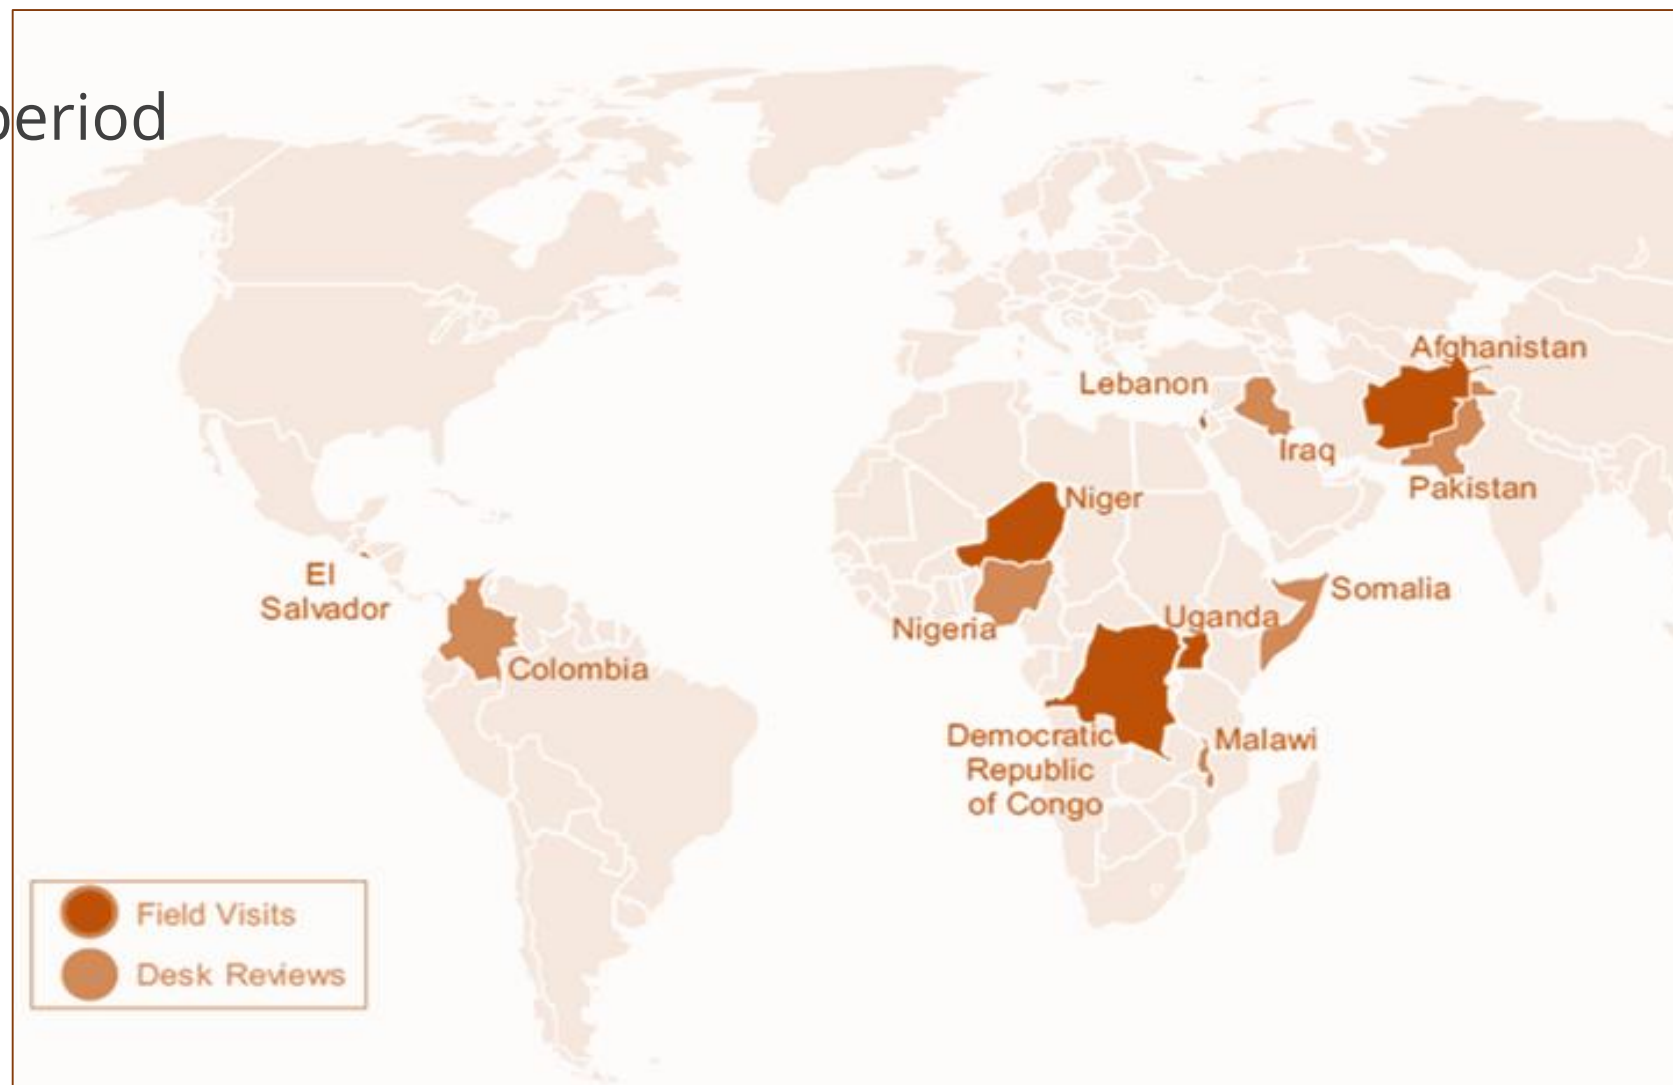 period
Afghanistan
Lebanon
Iraq
Pakistan
Niger
El
Salvador
Somalia
Uganda
Nigeria
Colombia
Democratic
Republic
of Congo
Malawi
Field Visits
Desk Reviews